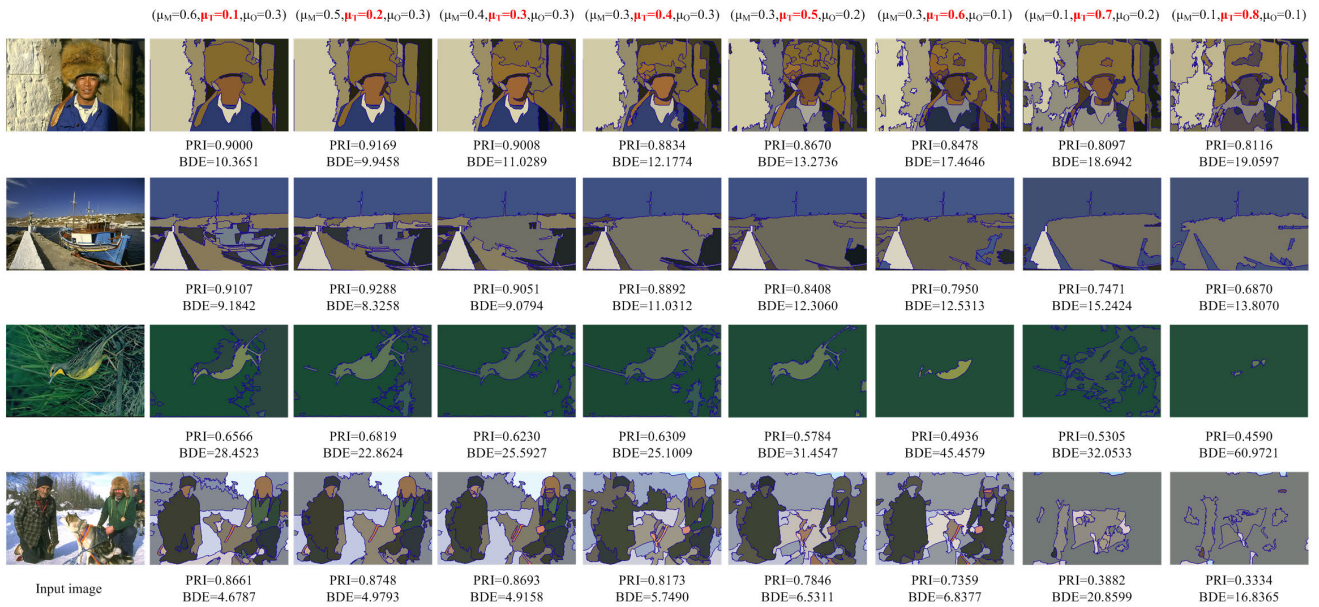 (μM=0.6,μT=0.1,μO=0.3) (μM=0.5,μT=0.2,μO=0.3) (μM=0.4,μT=0.3,μO=0.3) (μM=0.3,μT=0.4,μO=0.3) (μM=0.3,μT=0.5,μO=0.2) (μM=0.3,μT=0.6,μO=0.1) (μM=0.1,μT=0.7,μO=0.2) (μM=0.1,μT=0.8,μO=0.1)
PRI=0.9000 PRI=0.9169 PRI=0.9008 PRI=0.8834 PRI=0.8670 PRI=0.8478 PRI=0.8097 PRI=0.8116
BDE=10.3651 BDE=9.9458 BDE=11.0289 BDE=12.1774 BDE=13.2736 BDE=17.4646 BDE=18.6942 BDE=19.0597
PRI=0.9107 PRI=0.9288 PRI=0.9051 PRI=0.8892 PRI=0.8408 PRI=0.7950 PRI=0.7471 PRI=0.6870
BDE=9.1842 BDE=8.3258 BDE=9.0794 BDE=11.0312 BDE=12.3060 BDE=12.5313 BDE=15.2424 BDE=13.8070
PRI=0.6566 PRI=0.6819 PRI=0.6230 PRI=0.6309 PRI=0.5784 PRI=0.4936 PRI=0.5305 PRI=0.4590
BDE=28.4523 BDE=22.8624 BDE=25.5927 BDE=25.1009 BDE=31.4547 BDE=45.4579 BDE=32.0533 BDE=60.9721
PRI=0.8661 PRI=0.8748 PRI=0.8693 PRI=0.8173 PRI=0.7846 PRI=0.7359 PRI=0.3882 PRI=0.3334
Input image BDE=4.6787 BDE=4.9793 BDE=4.9158 BDE=5.7490 BDE=6.5311 BDE=6.8377 BDE=20.8599 BDE=16.8365